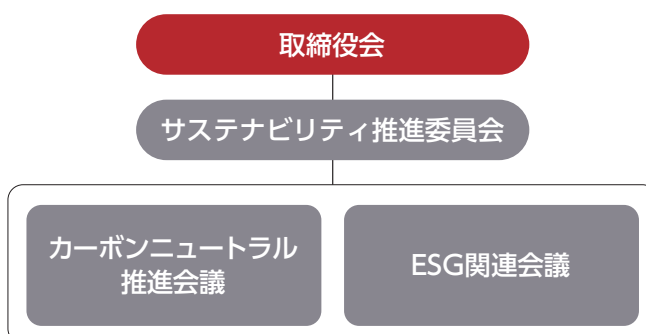 取締役会
サステナビリティ推進委員会
カーボンニュートラル
推進会議
ESG関連会議